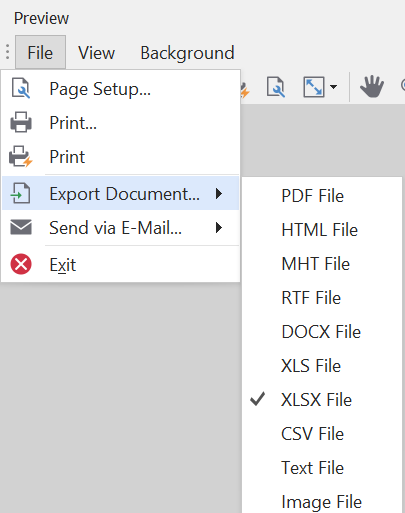 Preview
File View Background
Page Setup...
Print...
Print
Export Document...
Send via E-Mail...
Exit
PDF File
HTML File
MHT File
RTF File
DOCX File
XLS File
XLSX File
CSV File
Text File
Image File